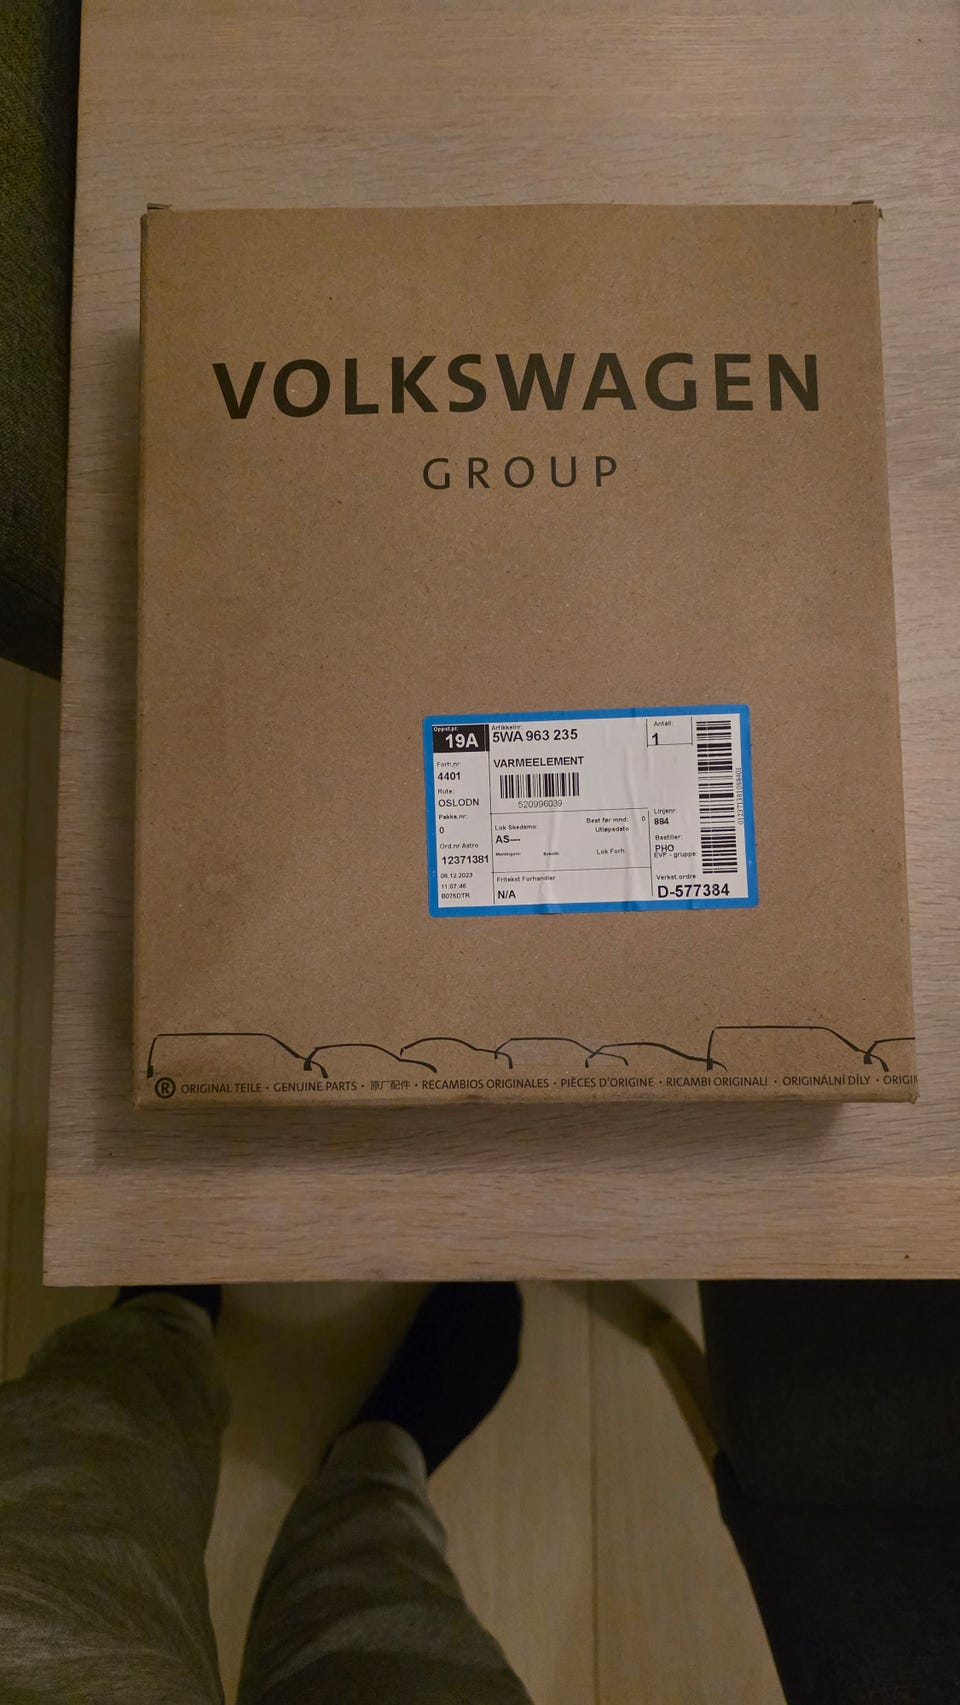 VOLKSWAGEN
GROUP
Oppst.pl:
19A
Artikkelnr:
5WA 963 235
Antall:
1
VARMEELEMENT
520996039
Forh.nr:
4401
Rute:
OSLODN
Pakks.nr:
0
Ord.nr Astro
12371381
08.12.2023
11:07:46
B075DTR
Lok Skedsmo:
AS---
Best før mnd: 0
Utløpsdato
Lok Forh
Fritekst Forhandler
N/A
Linjenr:
884
Bestiller:
PHO
EVP - gruppe
Verkst.ordre:
D-577384
® ORIGINAL TEILE · GENUINE PARTS · 原厂配件 · RECAMBIOS ORIGINALES · PIÈCES D'ORIGINE · RICAMBI ORIGINALI · ORIGINÁLNÍ DÍLY · ORIGI